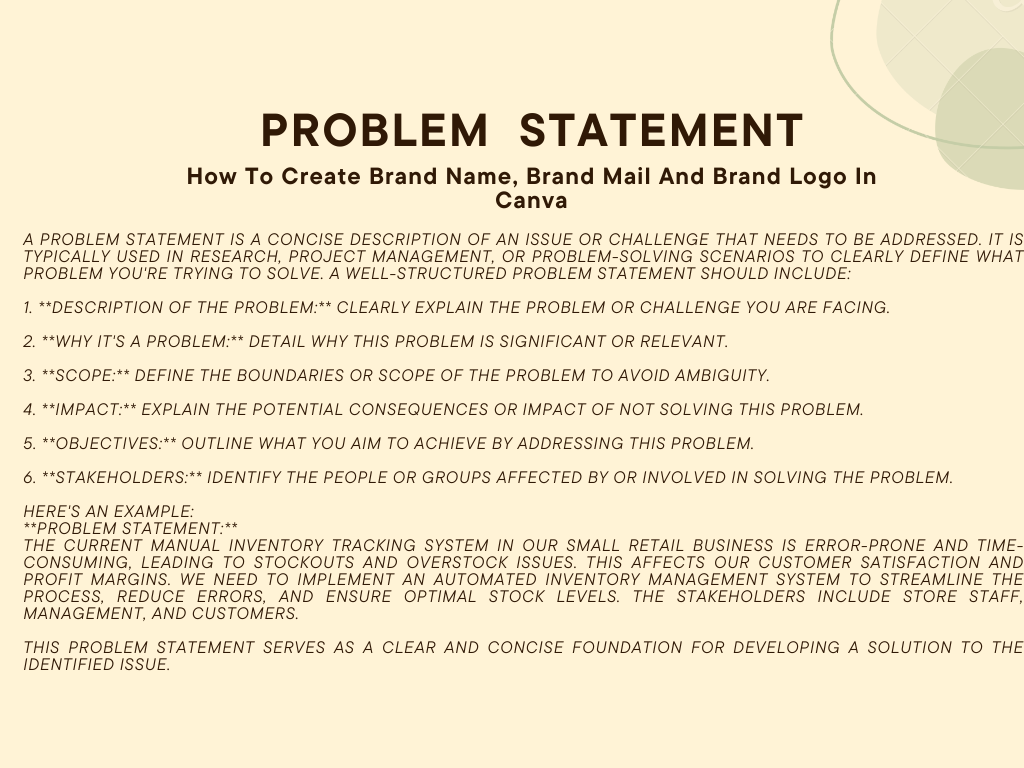 PROBLEM STATEMENT
How To Create Brand Name, Brand Mail And Brand Logo In
Canva
A PROBLEM STATEMENT IS A CONCISE DESCRIPTION OF AN ISSUE OR CHALLENGE THAT NEEDS TO BE ADDRESSED. IT IS
TYPICALLY USED IN RESEARCH, PROJECT MANAGEMENT, OR PROBLEM-SOLVING SCENARIOS TO CLEARLY DEFINE WHAT
PROBLEM YOU'RE TRYING TO SOLVE. A WELL-STRUCTURED PROBLEM STATEMENT SHOULD INCLUDE:
1. **DESCRIPTION OF THE PROBLEM:** CLEARLY EXPLAIN THE PROBLEM OR CHALLENGE YOU ARE FACING.
2. **WHY IT'S A PROBLEM:** DETAIL WHY THIS PROBLEM IS SIGNIFICANT OR RELEVANT.
3. **SCOPE:** DEFINE THE BOUNDARIES OR SCOPE OF THE PROBLEM TO AVOID AMBIGUITY.
4. **IMPACT:** EXPLAIN THE POTENTIAL CONSEQUENCES OR IMPACT OF NOT SOLVING THIS PROBLEM.
5. **OBJECTIVES:** OUTLINE WHAT YOU AIM TO ACHIEVE BY ADDRESSING THIS PROBLEM.
6. **STAKEHOLDERS:** IDENTIFY THE PEOPLE OR GROUPS AFFECTED BY OR INVOLVED IN SOLVING THE PROBLEM.
HERE'S AN EXAMPLE:
**PROBLEM STATEMENT:**
THE CURRENT MANUAL INVENTORY TRACKING SYSTEM IN OUR SMALL RETAIL BUSINESS IS ERROR-PRONE AND TIME-
CONSUMING, LEADING TO STOCKOUTS AND OVERSTOCK ISSUES. THIS AFFECTS OUR CUSTOMER SATISFACTION AND
PROFIT MARGINS. WE NEED TO IMPLEMENT AN AUTOMATED INVENTORY MANAGEMENT SYSTEM TO STREAMLINE THE
PROCESS, REDUCE ERRORS, AND ENSURE OPTIMAL STOCK LEVELS. THE STAKEHOLDERS INCLUDE STORE STAFF,
MANAGEMENT, AND CUSTOMERS.
THIS PROBLEM STATEMENT SERVES AS A CLEAR AND CONCISE FOUNDATION FOR DEVELOPING A SOLUTION TO THE
IDENTIFIED ISSUE.